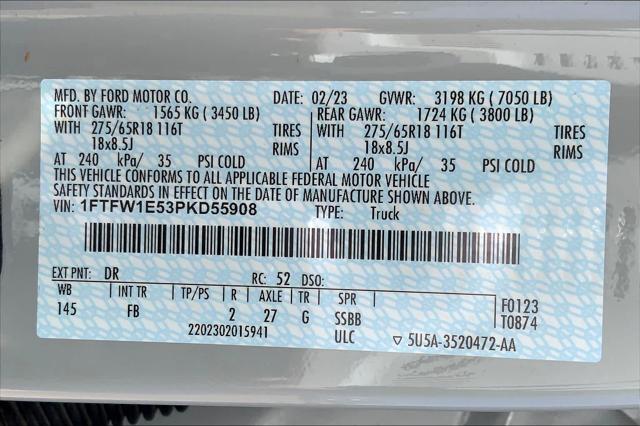 MFD. BY FORD MOTOR CO. DATE: 02/23 GVWR: 3198 KG ( 7050 LB)
FRONT GAWR: 1565 KG ( 3450 LB) REAR GAWR: 1724 KG ( 3800 LB)
WITH 275/65R18 116T TIRES WITH 275/65R18 116T TIRES
18x8.5J RIMS 18x8.5J RIMS
AT 240 kPa/ 35 PSI COLD AT 240 kPa/ 35 PSI COLD
THIS VEHICLE CONFORMS TO ALL APPLICABLE FEDERAL MOTOR VEHICLE
SAFETY STANDARDS IN EFFECT ON THE DATE OF MANUFACTURE SHOWN ABOVE.
VIN: 1FTFW1E53PKD55908 TYPE: Truck
EXT PNT: DR RC: 52 DSO:
WB INT TR TP/PS R AXLE TR SPR F0123
145 FB 2 27 G SSBB T0874
2202302015941 ULC ▽ 5U5A-3520472-AA